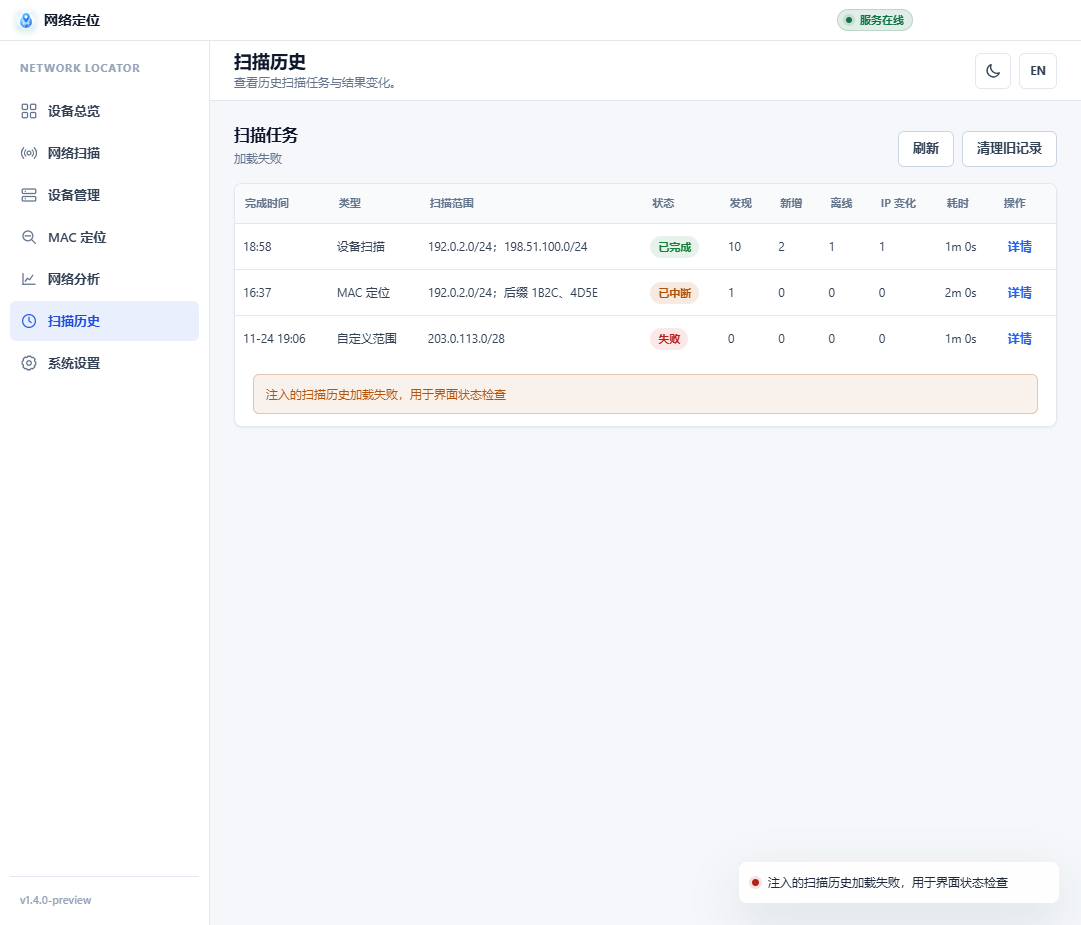 网络定位
服务在线
NETWORK LOCATOR
设备总览
网络扫描
设备管理
MAC 定位
网络分析
扫描历史
系统设置
v1.4.0-preview
扫描历史
查看历史扫描任务与结果变化。
EN
扫描任务
加载失败
刷新
清理旧记录
完成时间 类型 扫描范围 状态 发现 新增 离线 IP 变化 耗时 操作
18:58 设备扫描 192.0.2.0/24；198.51.100.0/24 已完成 10 2 1 1 1m 0s 详情
16:37 MAC 定位 192.0.2.0/24；后缀 1B2C、4D5E 已中断 1 0 0 0 2m 0s 详情
11-24 19:06 自定义范围 203.0.113.0/28 失败 0 0 0 0 1m 0s 详情
注入的扫描历史加载失败，用于界面状态检查
注入的扫描历史加载失败，用于界面状态检查